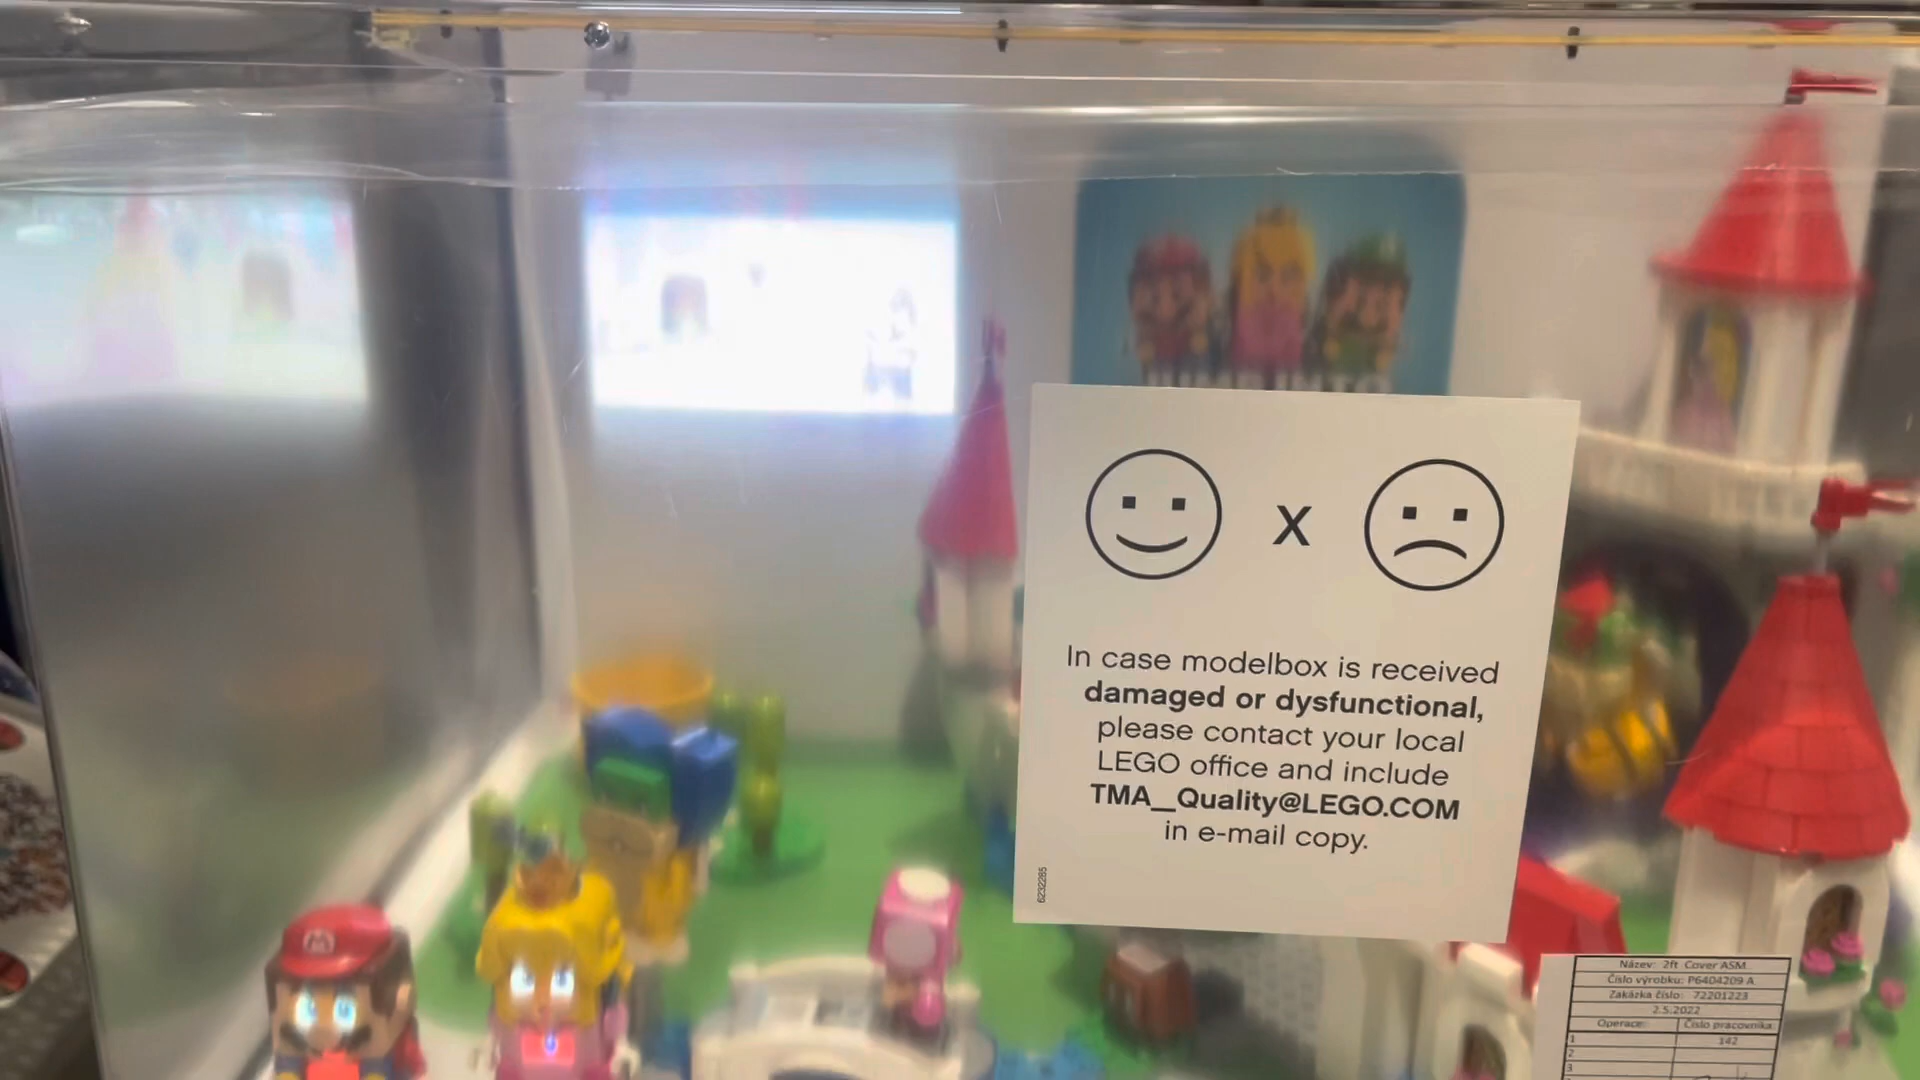 JUMP INTO
X
In case modelbox is received
damaged or dysfunctional,
please contact your local
LEGO office and include
TMA_Quality@LEGO.COM
in e-mail copy.
6232285
Název: 2ft Cover ASM
Číslo výrobku: P6404209 A
Zakázka číslo: 72201223
2.5.2022
Operace: Číslo pracovníka:
1 142
2
3
M